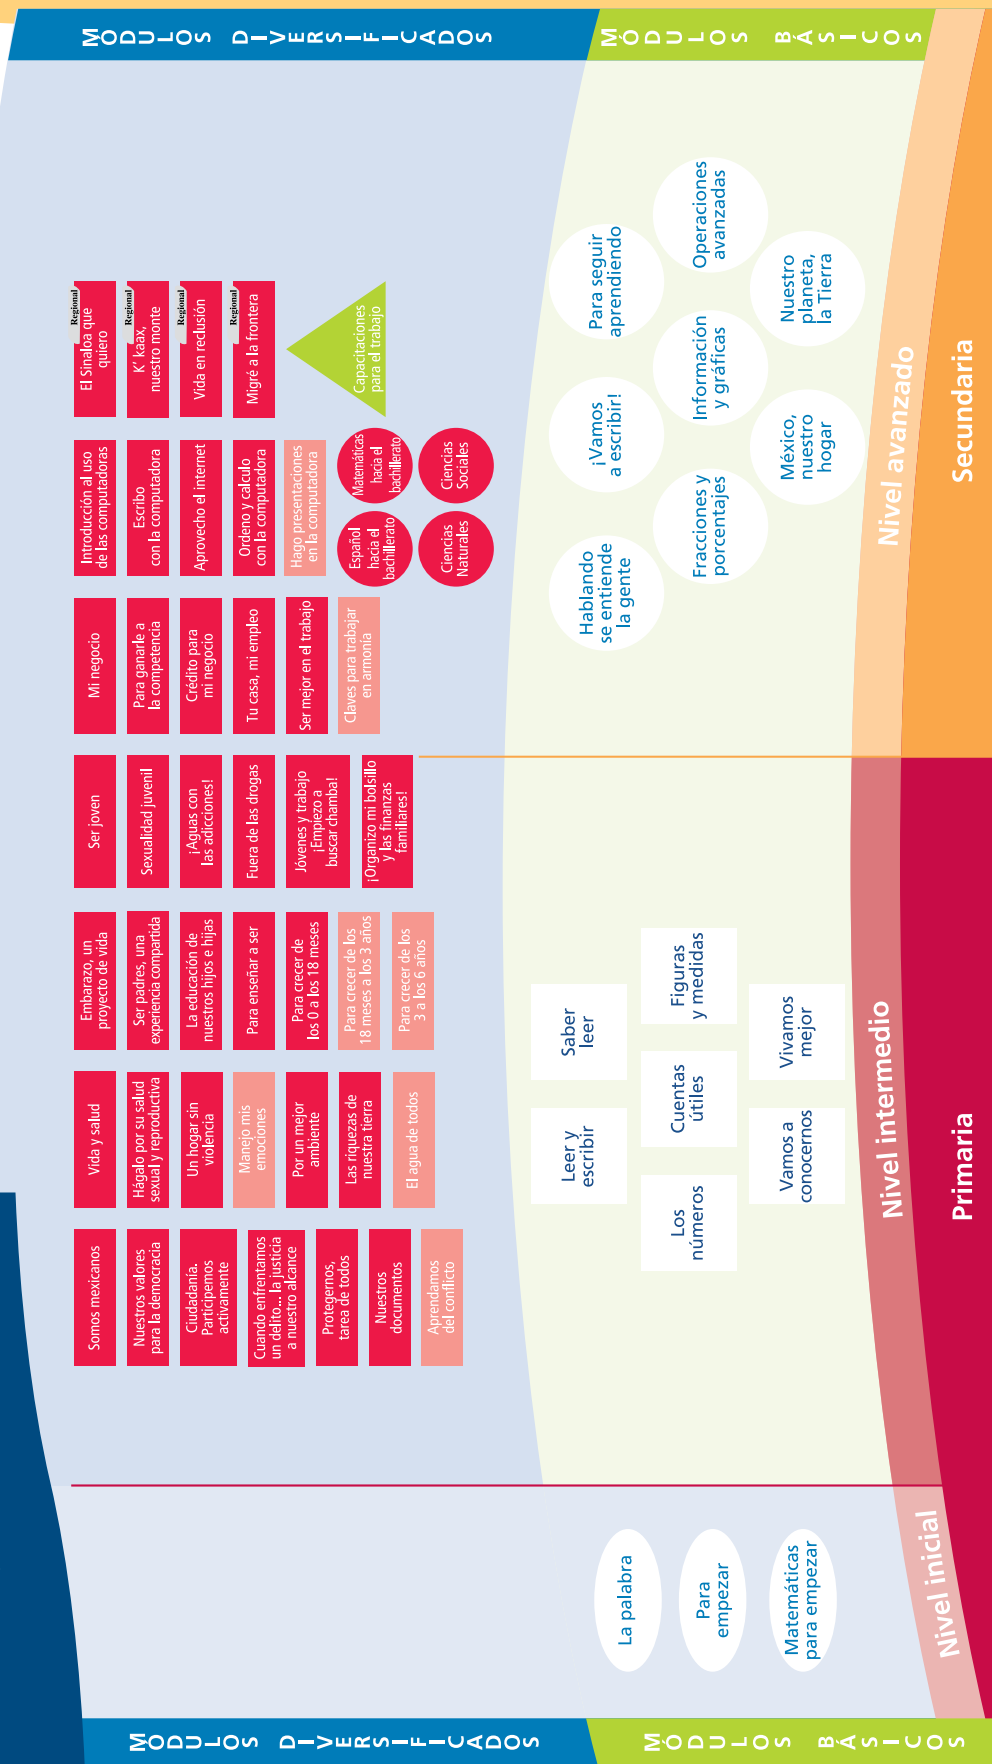 MÓDULOS DIVERSIFICADOS
Somos mexicanos
Nuestros valores
para la democracia
Ciudadanía.
Participemos
activamente
Cuando enfrentamos
un delito... la justicia
a nuestro alcance
Protegernos,
tarea de todos
Nuestros
documentos
Aprendamos
del conflicto
Vida y salud
Hágalo por su salud
sexual y reproductiva
Un hogar sin
violencia
Manejo mis
emociones
Por un mejor
ambiente
Las riquezas de
nuestra tierra
El agua de todos
Embarazo, un
proyecto de vida
Ser padres, una
experiencia compartida
La educación de
nuestros hijos e hijas
Para enseñar a ser
Para crecer de
los 0 a los 18 meses
Para crecer de los
18 meses a los 3 años
Para crecer de los
3 a los 6 años
Ser joven
Sexualidad juvenil
¡Aguas con
las adicciones!
Fuera de las drogas
Jóvenes y trabajo
¡Empiezo a
buscar chamba!
¡Organizo mi bolsillo
y las finanzas
familiares!
Mi negocio
Para ganarle a
la competencia
Crédito para
mi negocio
Tu casa, mi empleo
Ser mejor en el trabajo
Claves para trabajar
en armonía
Introducción al uso
de las computadoras
Escribo
con la computadora
Aprovecho el internet
Ordeno y calculo
con la computadora
Hago presentaciones
en la computadora
Español
hacia el
bachillerato
Matemáticas
hacia el
bachillerato
Ciencias
Naturales
Ciencias
Sociales
Regional
El Sinaloa que
quiero
Regional
K' kaax,
nuestro monte
Regional
Vida en reclusión
Regional
Migré a la frontera
Capacitaciones
para el trabajo
MÓDULOS DIVERSIFICADOS
MÓDULOS BÁSICOS
La palabra
Para
empezar
Matemáticas
para empezar
Leer y
escribir
Saber
leer
Los
números
Cuentas
útiles
Figuras
y medidas
Vamos a
conocernos
Vivamos
mejor
Hablando
se entiende
la gente
¡Vamos
a escribir!
Para seguir
aprendiendo
Fracciones y
porcentajes
Información
y gráficas
Operaciones
avanzadas
México,
nuestro
hogar
Nuestro
planeta,
la Tierra
MÓDULOS BÁSICOS
Nivel inicial
Nivel intermedio
Nivel avanzado
Primaria
Secundaria